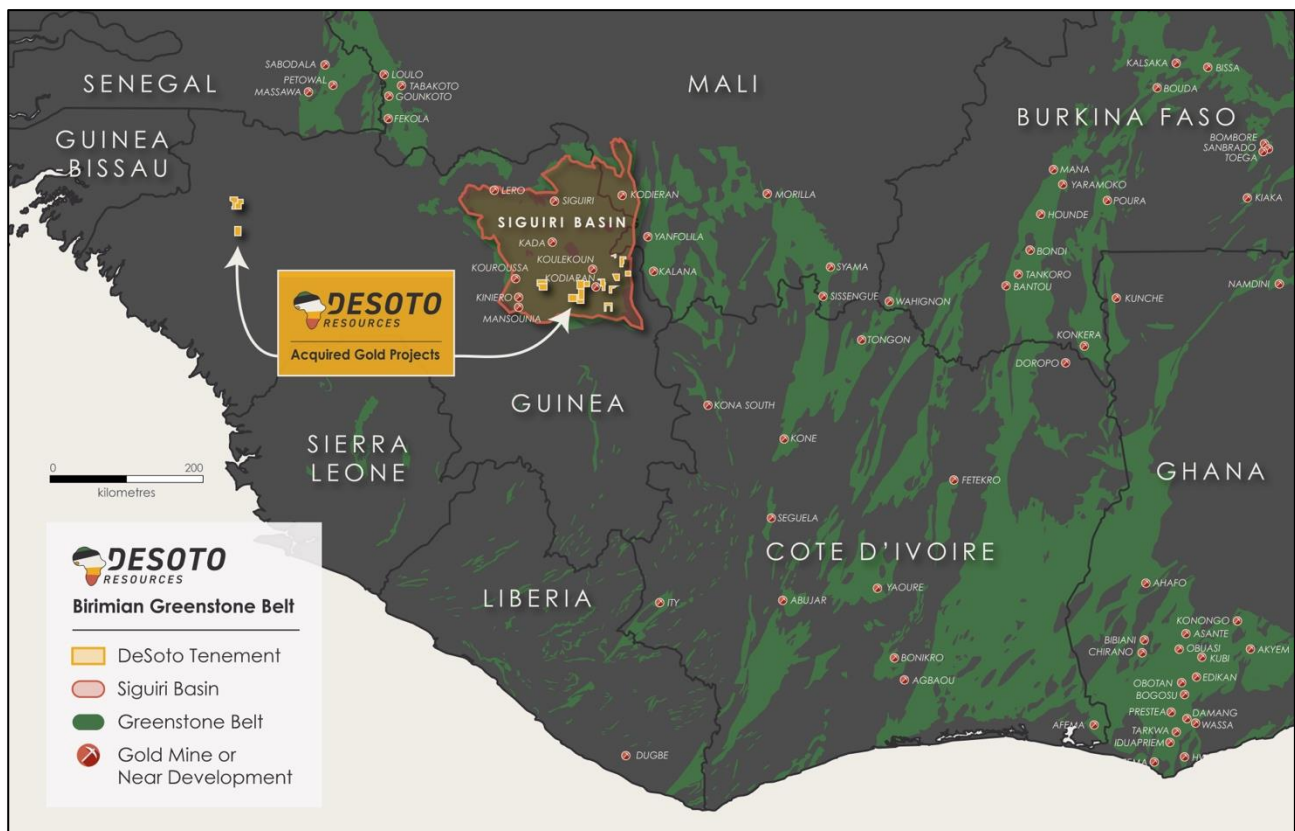 SENEGAL
SABODALA
PETOWAL
MASSAWA
LOULO
TABAKOTO
GOUNKOTO
FEKOLA
MALI
KALSAKA
BISSA
BOUDA
BURKINA FASO
GUINEA
-BISSAU
BOMBORE
SANBRADO
TOEGA
MANA
YARAMOKO
POURA
KIAKA
HOUNDE
LERO
SIGUIRI
KODIERAN
MORILLA
SIGUIRI BASIN
KADA
YANFOLILA
BONDI
KOULEKOUN
KOUROUSSA
KODIARAN
KALANA
SYAMA
TANKORO
BANTOU
NAMDINI
KINIERO
MANSOUNIA
SISSENGUE
WAHIGNON
KUNCHE
DESOTO
RESOURCES
Acquired Gold Projects
TONGON
KONKERA
DOROPO
GUINEA
KONA SOUTH
SIERRA
LEONE
KONE
GHANA
0
200
kilometres
FETEKRO
SEGUELA
COTE D'IVOIRE
DESOTO
RESOURCES
Birimian Greenstone Belt
DeSoto Tenement
Siguiri Basin
Greenstone Belt
Gold Mine or
Near Development
LIBERIA
ITY
ABUJAR
YAOURE
AHAFO
KONONGO
ASANTE
BIBIANI
CHIRANO
OBUASI
KUBI
AKYEM
BONIKRO
AGBAOU
OBOTAN
EDIKAN
BOGOSU
PRESTEA
DAMANG
WASSA
AFEMA
TARKWA
IDUAPRIEM
DUGBE